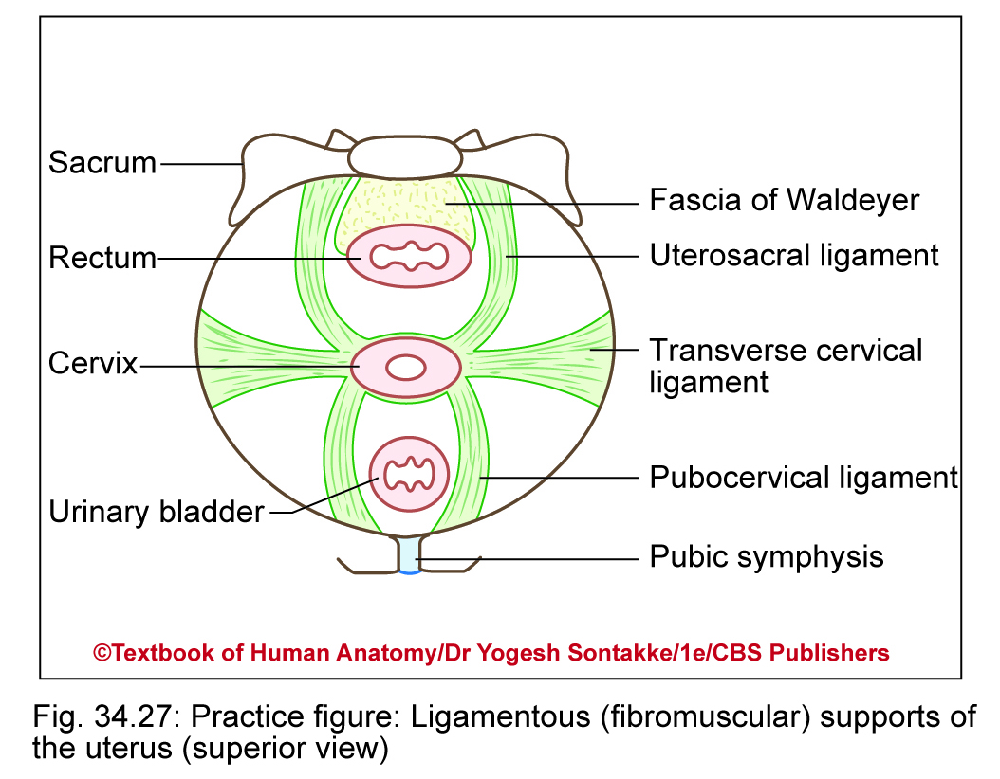 Sacrum
Fascia of Waldeyer
Rectum
Uterosacral ligament
Cervix
Transverse cervical
ligament
Pubocervical ligament
Urinary bladder
Pubic symphysis
©Textbook of Human Anatomy/Dr Yogesh Sontakke/1e/CBS Publishers
Fig. 34.27: Practice figure: Ligamentous (fibromuscular) supports of
the uterus (superior view)